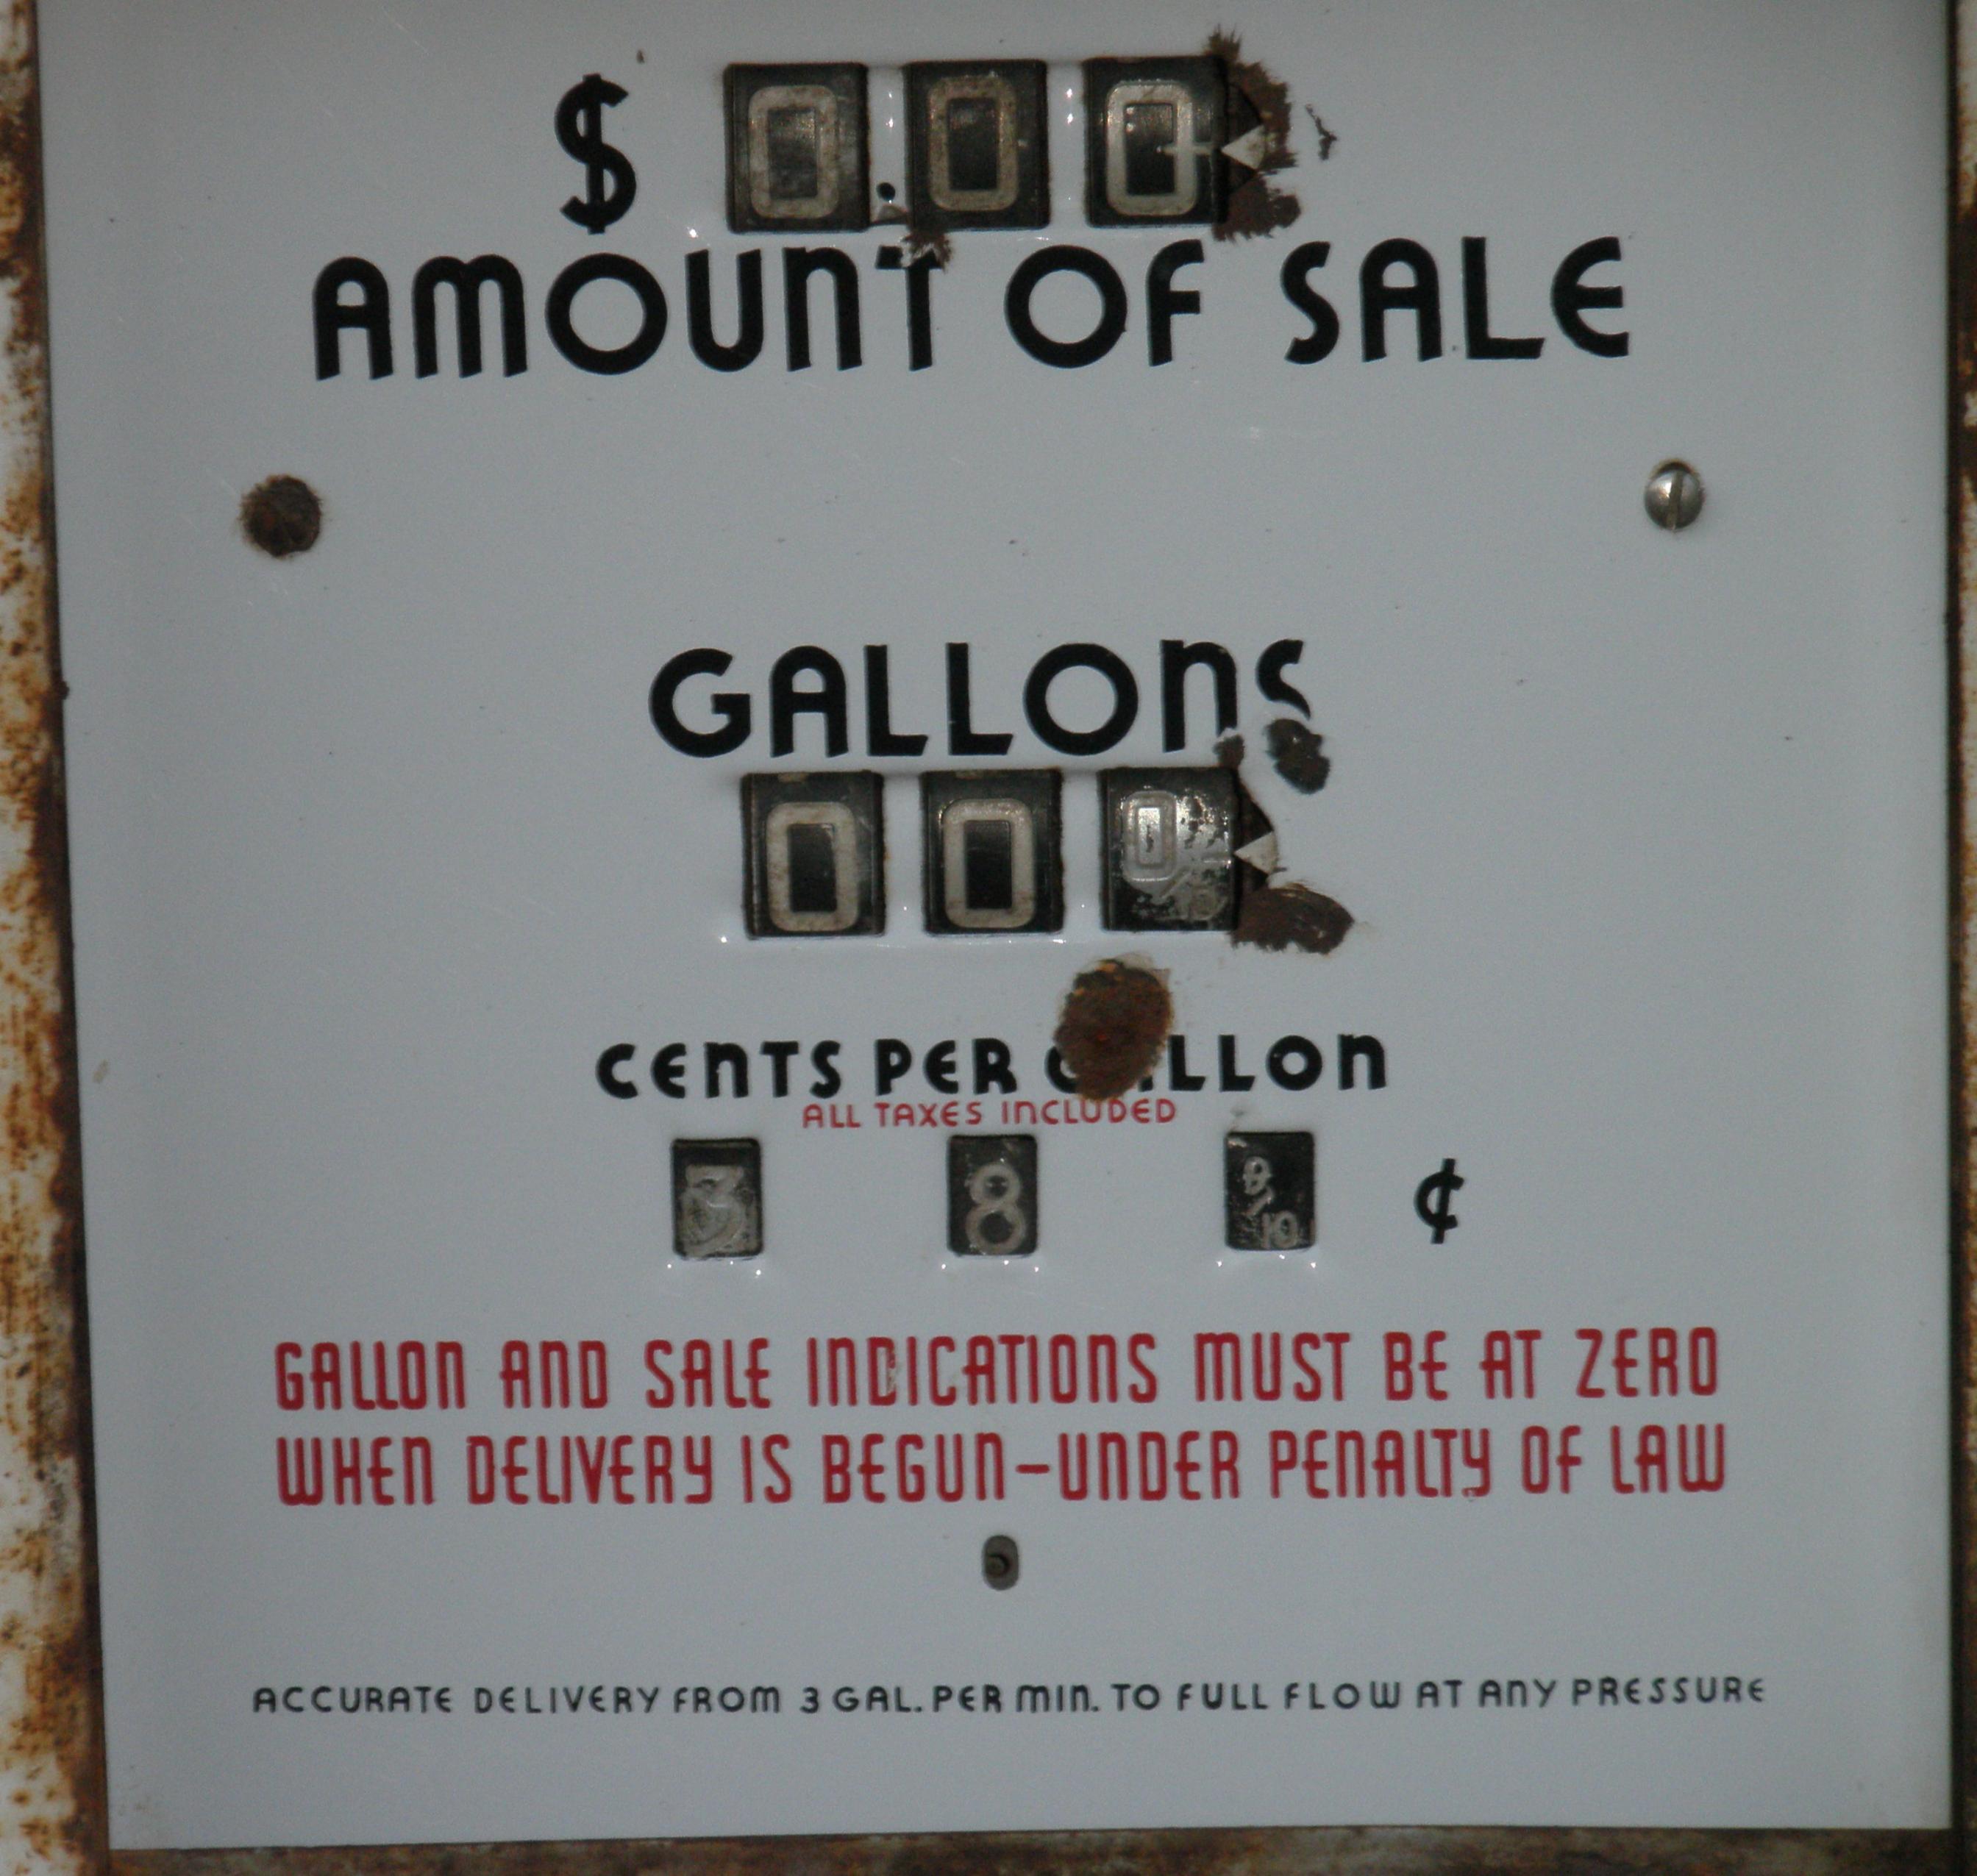 $ 0.00
AMOUNT OF SALE
GALLONS
000
CENTS PER GALLON
ALL TAXES INCLUDED
8 9/10 ¢
GALLON AND SALE INDICATIONS MUST BE AT ZERO
WHEN DELIVERY IS BEGUN-UNDER PENALTY OF LAW
ACCURATE DELIVERY FROM 3 GAL. PER MIN. TO FULL FLOW AT ANY PRESSURE